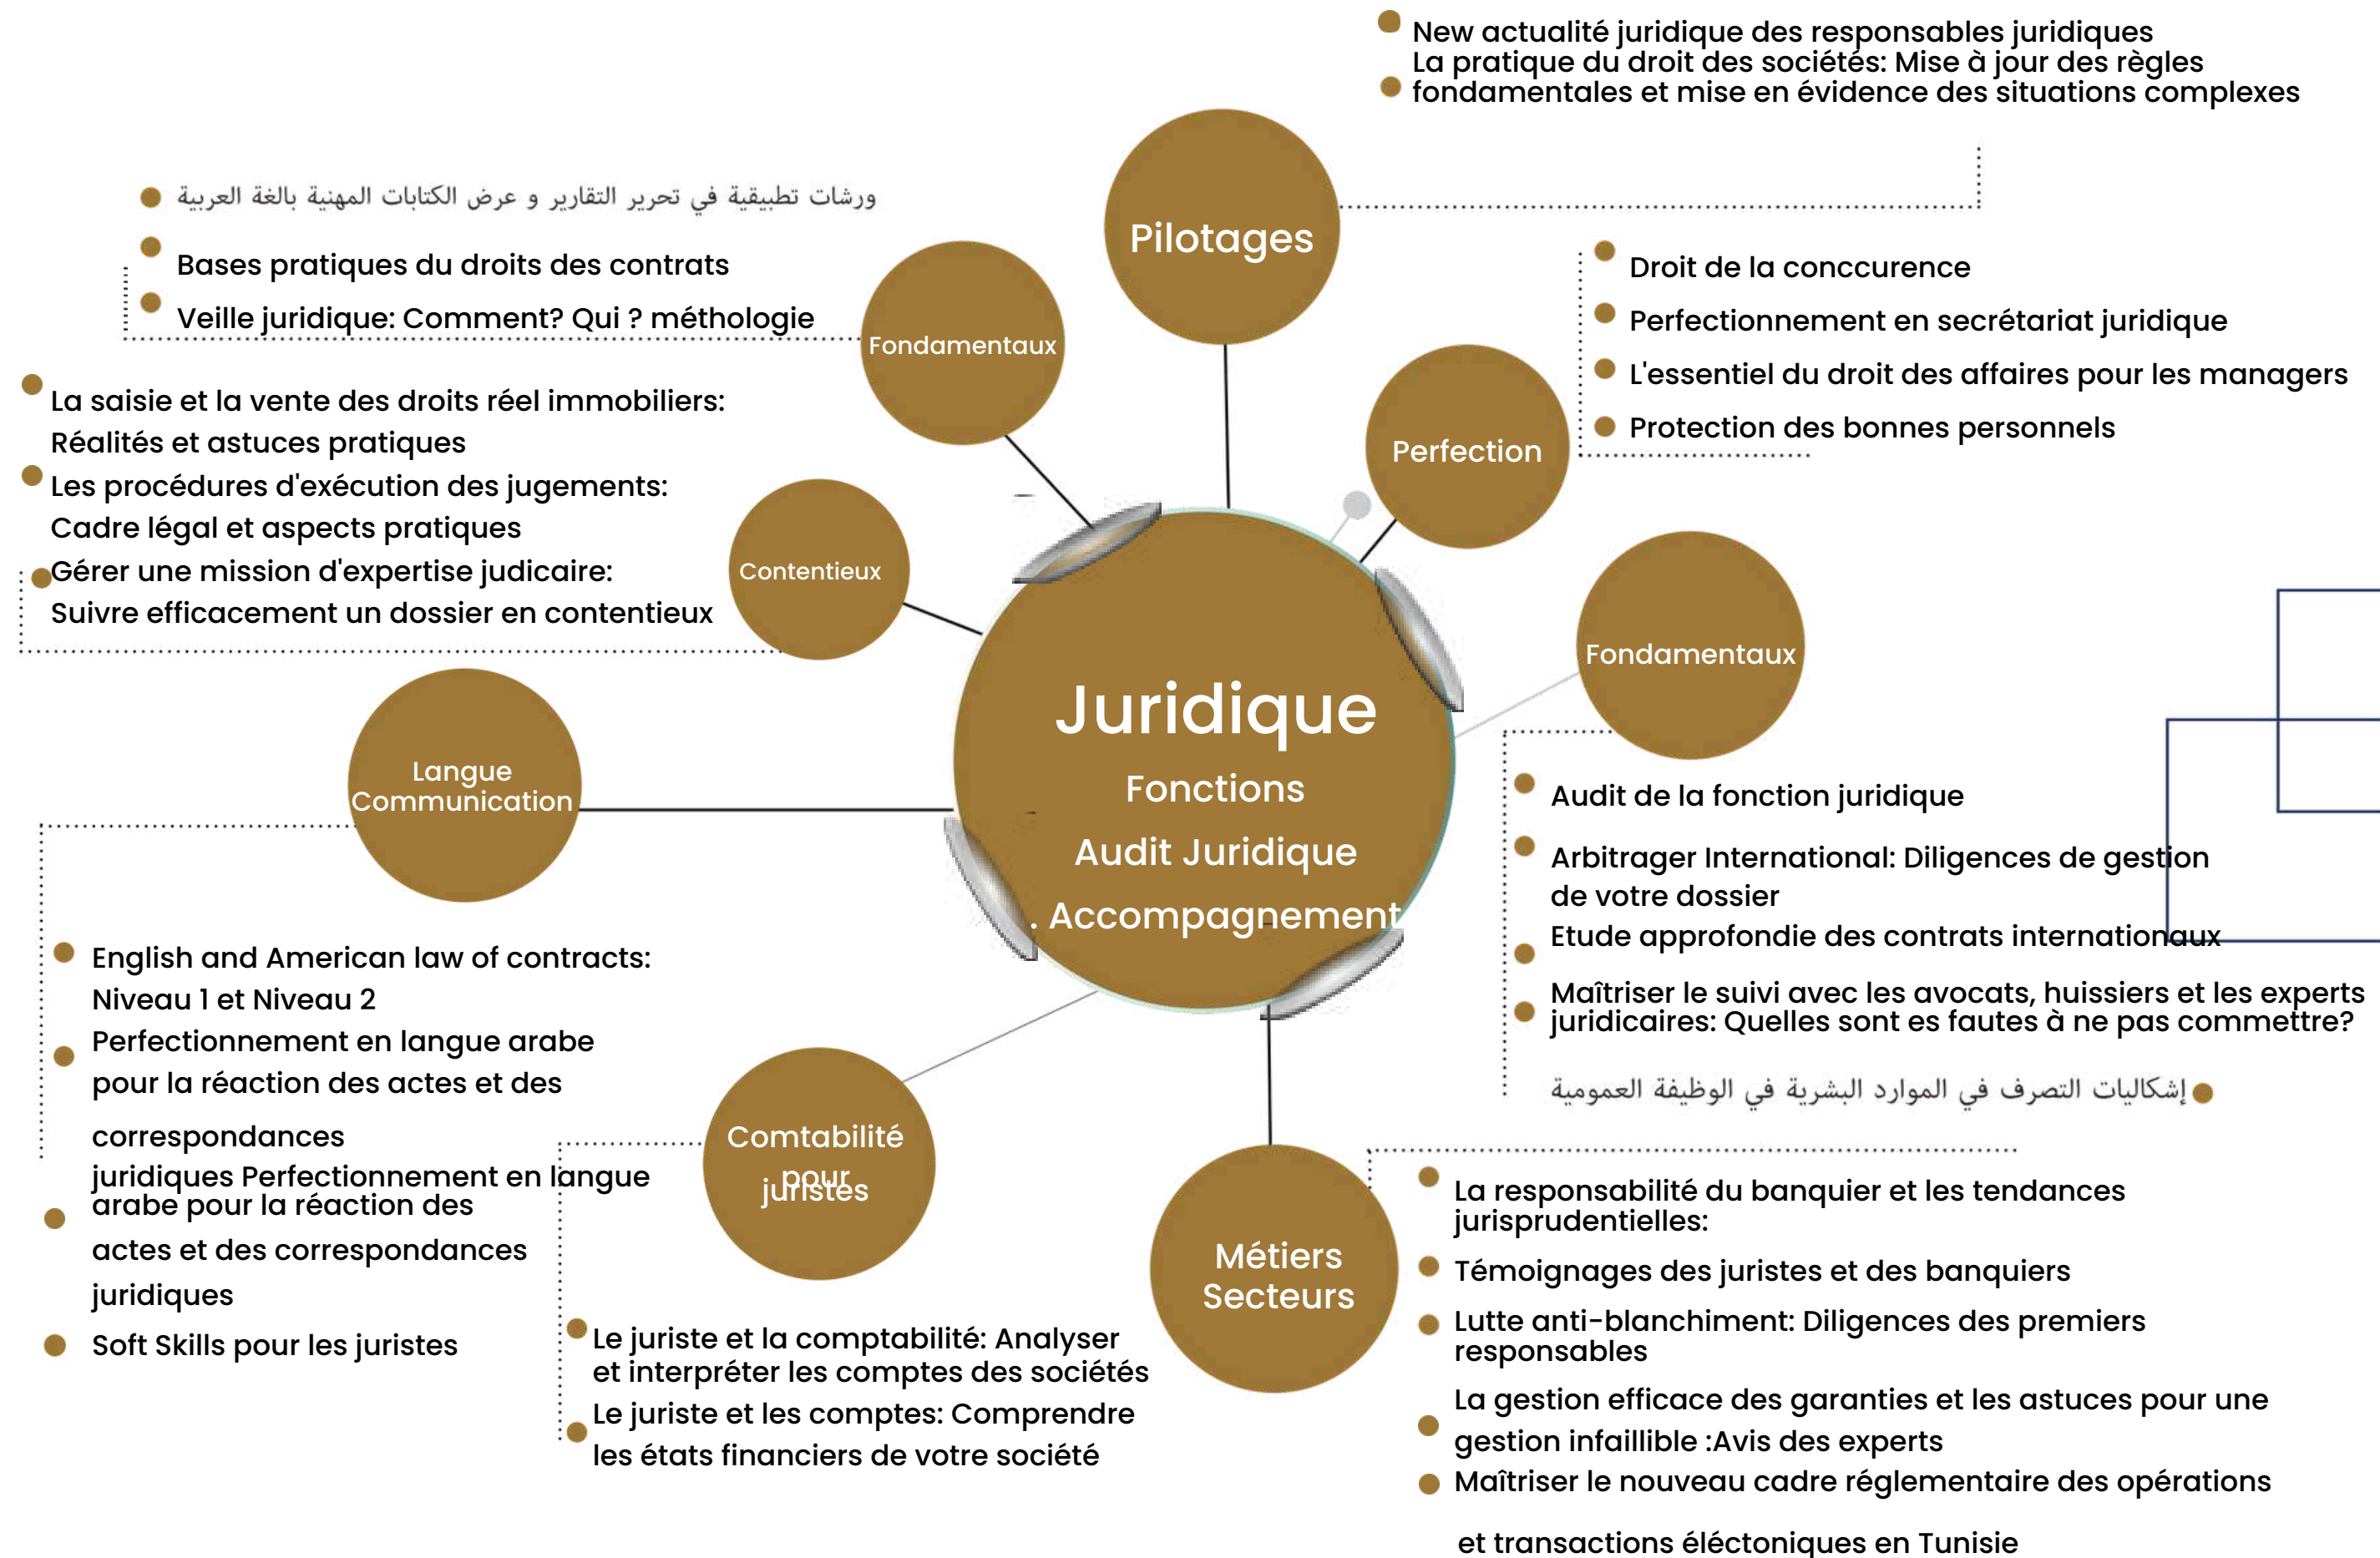 New actualité juridique des responsables juridiques
La pratique du droit des sociétés: Mise à jour des règles
fondamentales et mise en évidence des situations complexes
Pilotages
ورشات تطبيقية في تحرير التقارير و عرض الكتابات المهنية بالغة العربية
Bases pratiques du droits des contrats
Veille juridique: Comment? Qui ? méthologie
Fondamentaux
Droit de la conccurence
Perfectionnement en secrétariat juridique
L'essentiel du droit des affaires pour les managers
Protection des bonnes personnels
Perfection
La saisie et la vente des droits réel immobiliers:
Réalités et astuces pratiques
Les procédures d'exécution des jugements:
Cadre légal et aspects pratiques
Gérer une mission d'expertise judicaire:
Suivre efficacement un dossier en contentieux
Contentieux
Fondamentaux
Juridique
Fonctions
Audit Juridique
. Accompagnement
Audit de la fonction juridique
Arbitrager International: Diligences de gestion
de votre dossier
Etude approfondie des contrats internationaux
Maîtriser le suivi avec les avocats, huissiers et les experts
juridicaires: Quelles sont es fautes à ne pas commettre?
إشكاليات التصرف في الموارد البشرية في الوظيفة العمومية
Langue
Communication
English and American law of contracts:
Niveau 1 et Niveau 2
Perfectionnement en langue arabe
pour la réaction des actes et des
correspondances
juridiques Perfectionnement en langue
arabe pour la réaction des
actes et des correspondances
juridiques
Soft Skills pour les juristes
Comtabilité
pour
juristes
Le juriste et la comptabilité: Analyser
et interpréter les comptes des sociétés
Le juriste et les comptes: Comprendre
les états financiers de votre société
Métiers
Secteurs
La responsabilité du banquier et les tendances
jurisprudentielles:
Témoignages des juristes et des banquiers
Lutte anti-blanchiment: Diligences des premiers
responsables
La gestion efficace des garanties et les astuces pour une
gestion infaillible :Avis des experts
Maîtriser le nouveau cadre réglementaire des opérations
et transactions éléctoniques en Tunisie